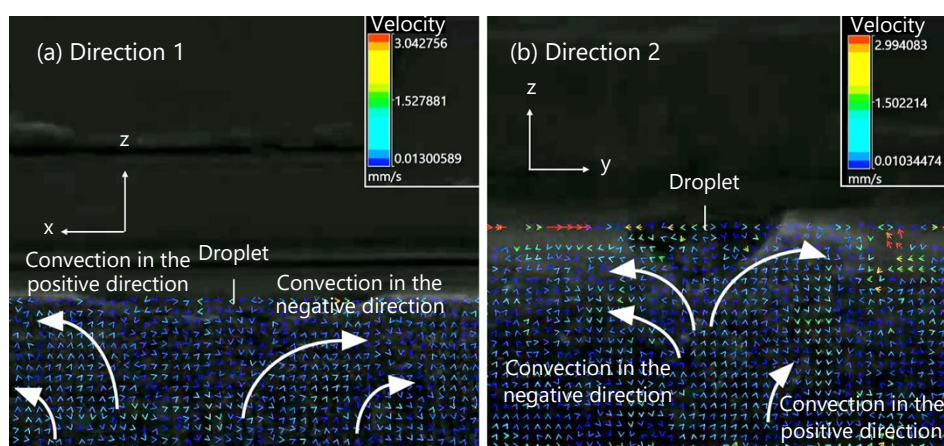 (a) Direction 1
Velocity
3.042756
1.527881
0.01300589
mm/s
z
x
Droplet
Convection in the
positive direction
Convection in the
negative direction
(b) Direction 2
Velocity
2.994083
1.502214
0.01034474
mm/s
z
y
Droplet
Convection in the
negative direction
Convection in the
positive direction